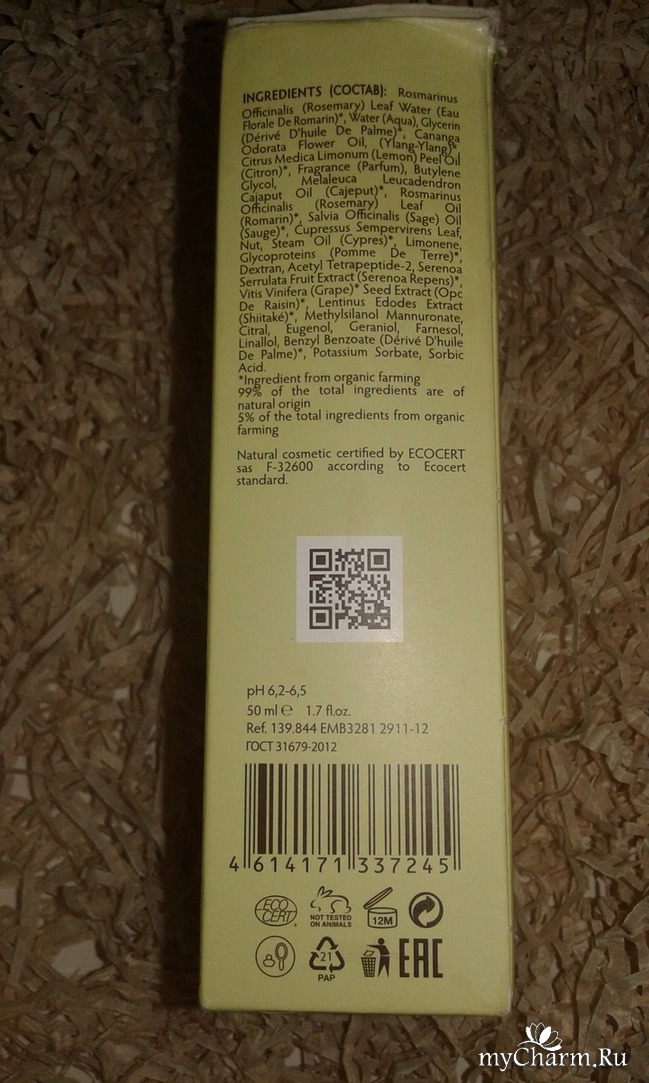 INGREDIENTS (СОСТАВ): Rosmarinus
Officinalis (Rosemary) Leaf Water (Eau
Florale De Romarin)*, Water (Aqua), Glycerin
(Dérivé D'huile De Palme)*, Cananga
Odorata Flower Oil, (Ylang-Ylang)*
Citrus Medica Limonum (Lemon) Peel Oil
(Citron)*, Fragrance (Parfum), Butylene
Glycol, Melaleuca Leucadendron
Cajaput Oil (Cajeput)*, Rosmarinus
Officinalis (Rosemary) Leaf Oil
(Romarin)*, Salvia Officinalis (Sage) Oil
(Sauge)*, Cupressus Sempervirens Leaf,
Nut, Steam Oil (Cypres)*, Limonene,
Glycoproteins (Pomme De Terre)*,
Dextran, Acetyl Tetrapeptide-2, Serenoa
Serrulata Fruit Extract (Serenoa Repens)*,
Vitis Vinifera (Grape)* Seed Extract (Opc
De Raisin)*, Lentinus Edodes Extract
(Shiitaké)*, Methylsilanol Mannuronate,
Citral, Eugenol, Geraniol, Farnesol,
Linallol, Benzyl Benzoate (Dérivé D'huile
De Palme)*, Potassium Sorbate, Sorbic
Acid.
*Ingredient from organic farming
99% of the total ingredients are of
natural origin
5% of the total ingredients from organic
farming
Natural cosmetic certified by ECOCERT
sas F-32600 according to Ecocert
standard.
pH 6,2-6,5
50 ml ℮ 1.7 fl.oz.
Ref. 139.844 EMB3281 2911-12
ГОСТ 31679-2012
4 614171 337245
ECO
CERT
NOT TESTED
ON ANIMALS
12M
21
PAP
EAC
myCharm.Ru